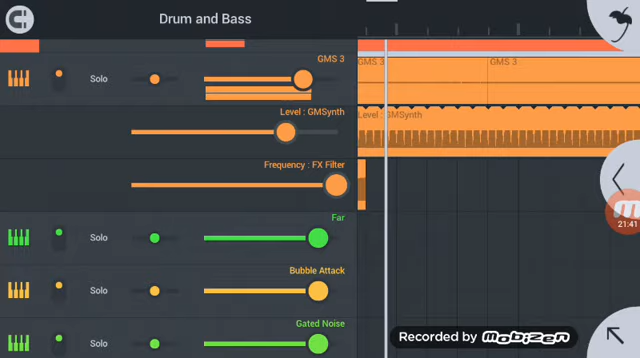 Drum and Bass
GMS 3
Solo
GMS 3
GMS 3
Level : GMSynth
Level : GMSynth
Frequency : FX Filter
Far
Solo
Bubble Attack
Solo
21:41
Gated Noise
Solo
Recorded by mobizen